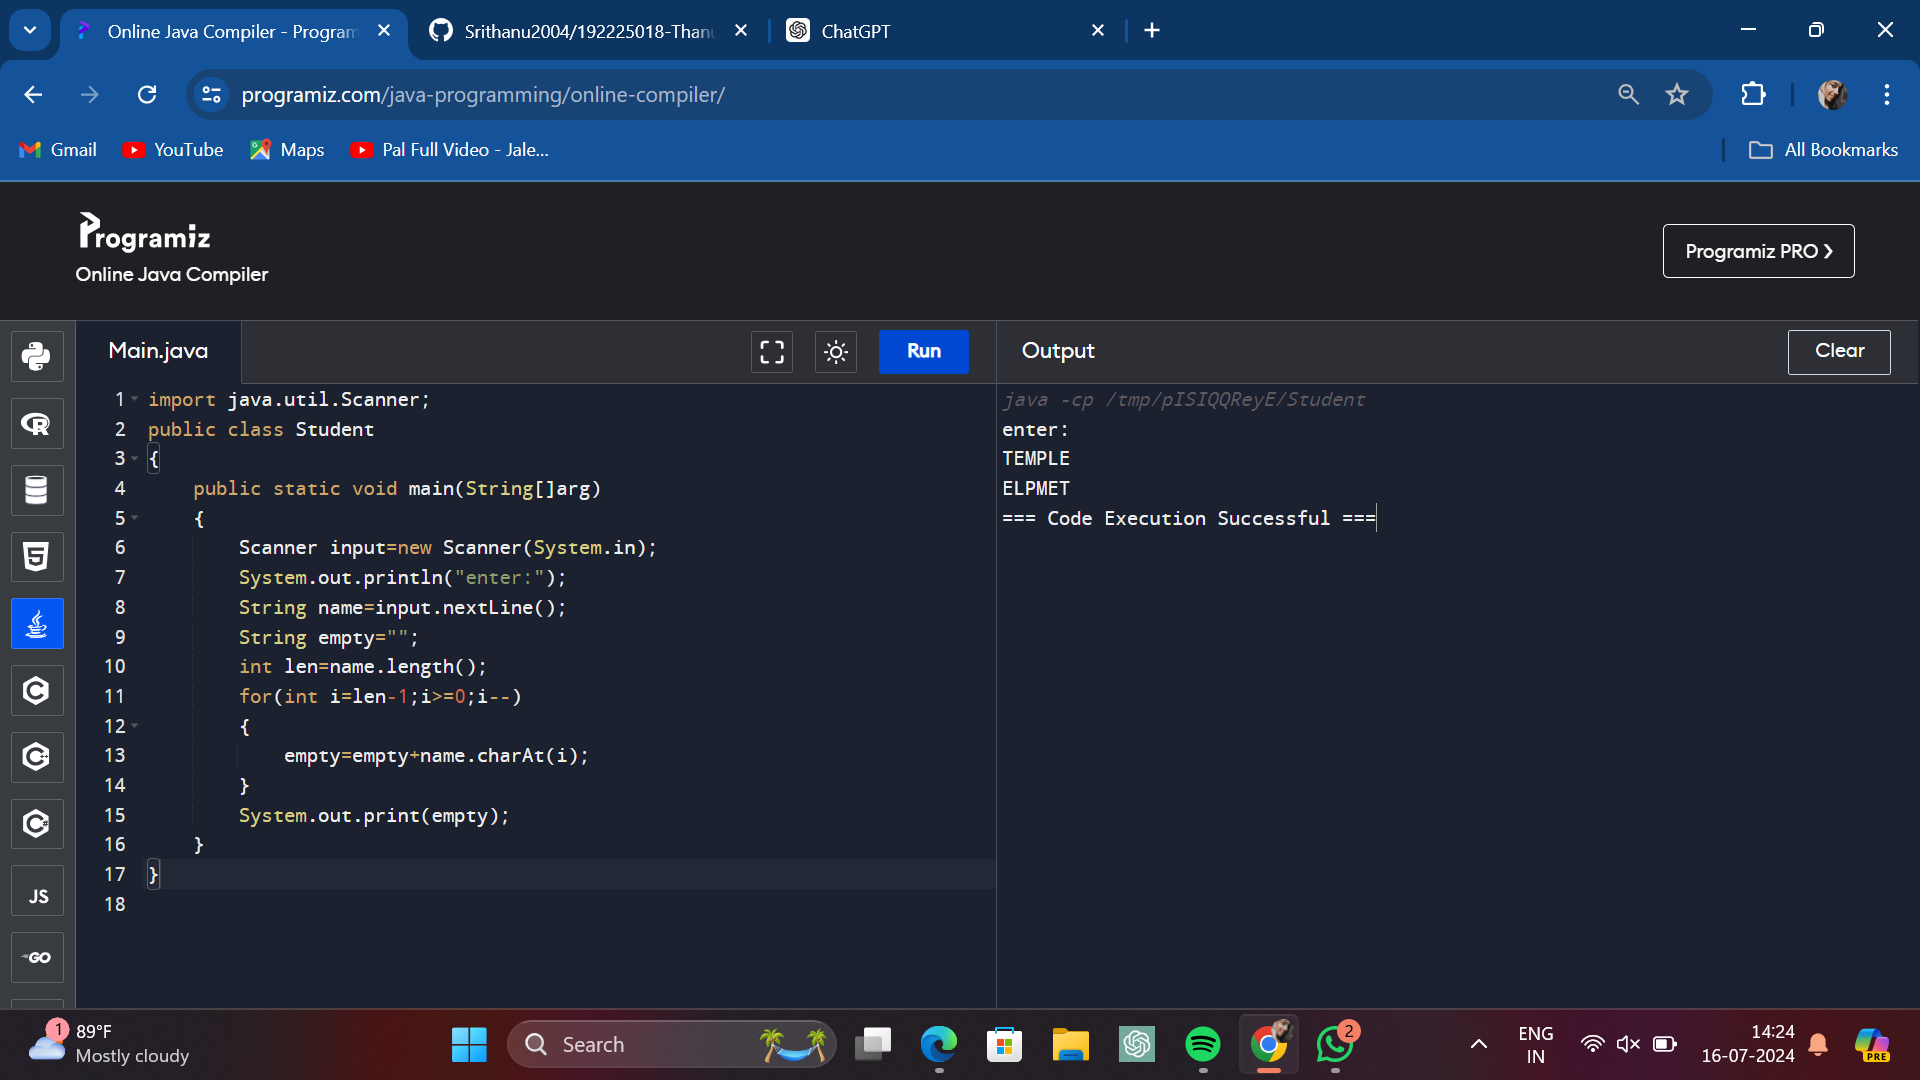 Online Java Compiler - Program
Srithanu2004/192225018-Thanu
ChatGPT
programiz.com/java-programming/online-compiler/
Gmail
YouTube
Maps
Pal Full Video - Jale...
All Bookmarks
Programiz
Online Java Compiler
Programiz PRO ❯
Main.java
Run
Output
Clear
1 import java.util.Scanner;
2 public class Student
3 {
4     public static void main(String[]arg)
5     {
6         Scanner input=new Scanner(System.in);
7         System.out.println("enter:");
8         String name=input.nextLine();
9         String empty="";
10         int len=name.length();
11         for(int i=len-1;i>=0;i--)
12         {
13             empty=empty+name.charAt(i);
14         }
15         System.out.print(empty);
16     }
17 }
18
java -cp /tmp/pISIQQReyE/Student
enter:
TEMPLE
ELPMET
=== Code Execution Successful ===
JS
GO
1
89°F
Mostly cloudy
Search
2
ENG
IN
14:24
16-07-2024
PRE